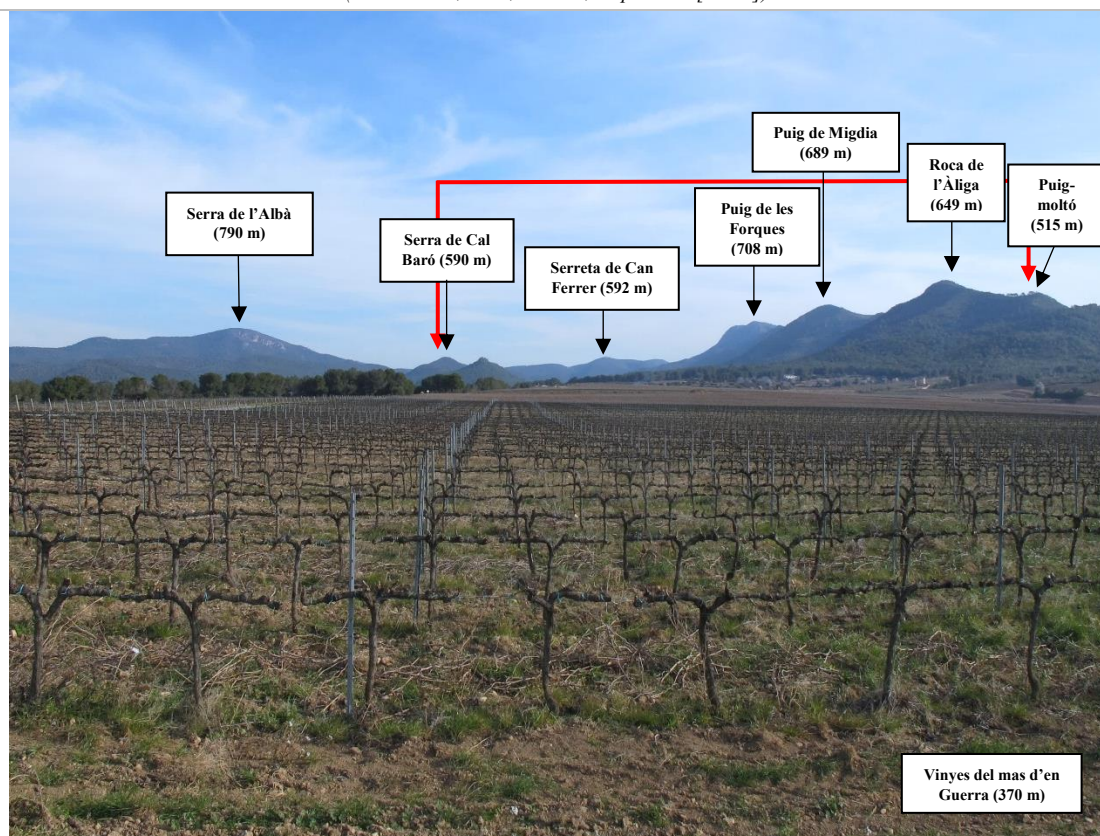 Puig de Migdia
(689 m)
Roca de
l'Àliga
(649 m)
Puig-
moltó
(515 m)
Serra de l'Albà
(790 m)
Puig de les
Forques
(708 m)
Serra de Cal
Baró (590 m)
Serreta de Can
Ferrer (592 m)
Vinyes del mas d'en
Guerra (370 m)